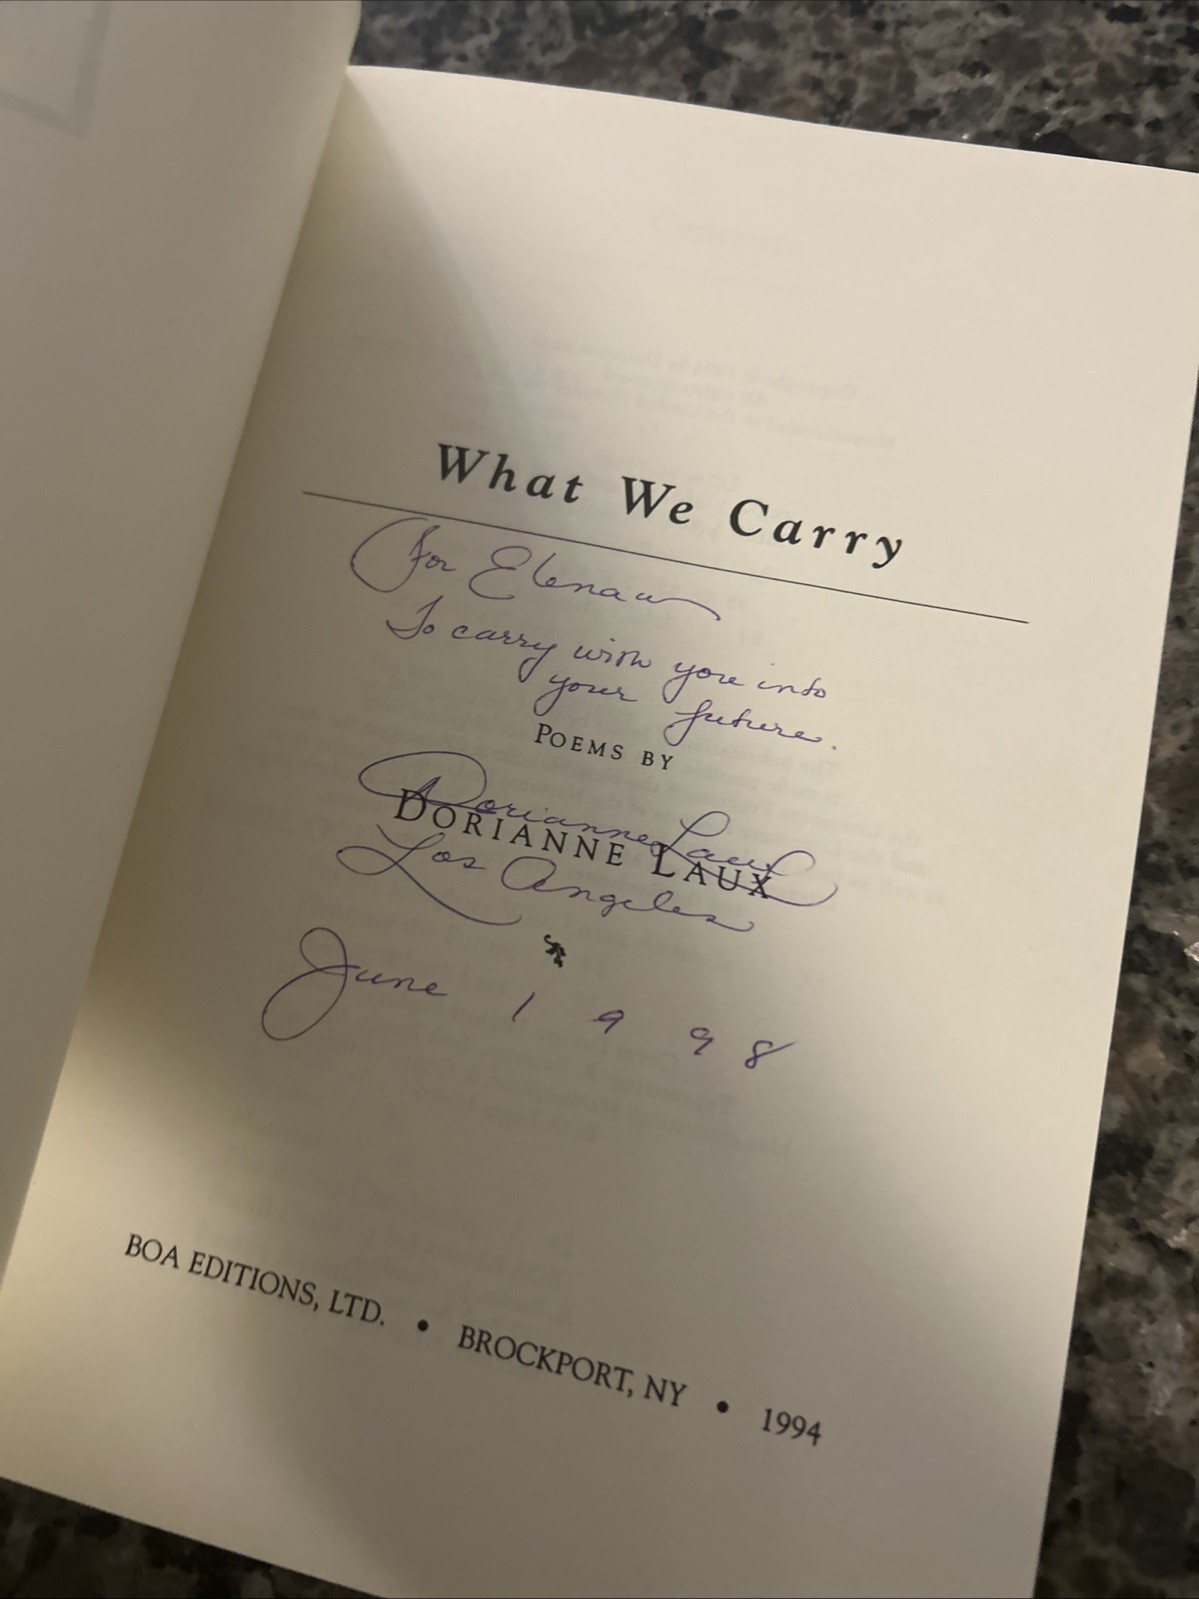 What We Carry
For Elena
To carry with you into
your future.
POEMS BY
Dorianne Laux
DORIANNE LAUX
Los Angeles
June 1998
BOA EDITIONS, LTD. • BROCKPORT, NY • 1994